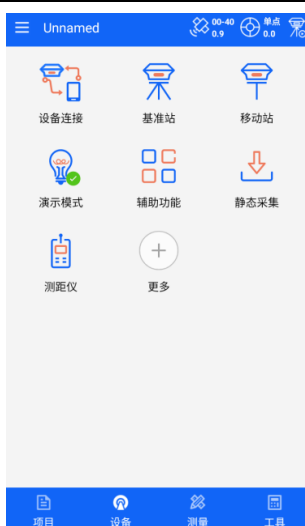 Unnamed
00-40
0.9
单点
0.0
设备连接
基准站
移动站
演示模式
辅助功能
静态采集
测距仪
更多
项目
设备
测量
工具